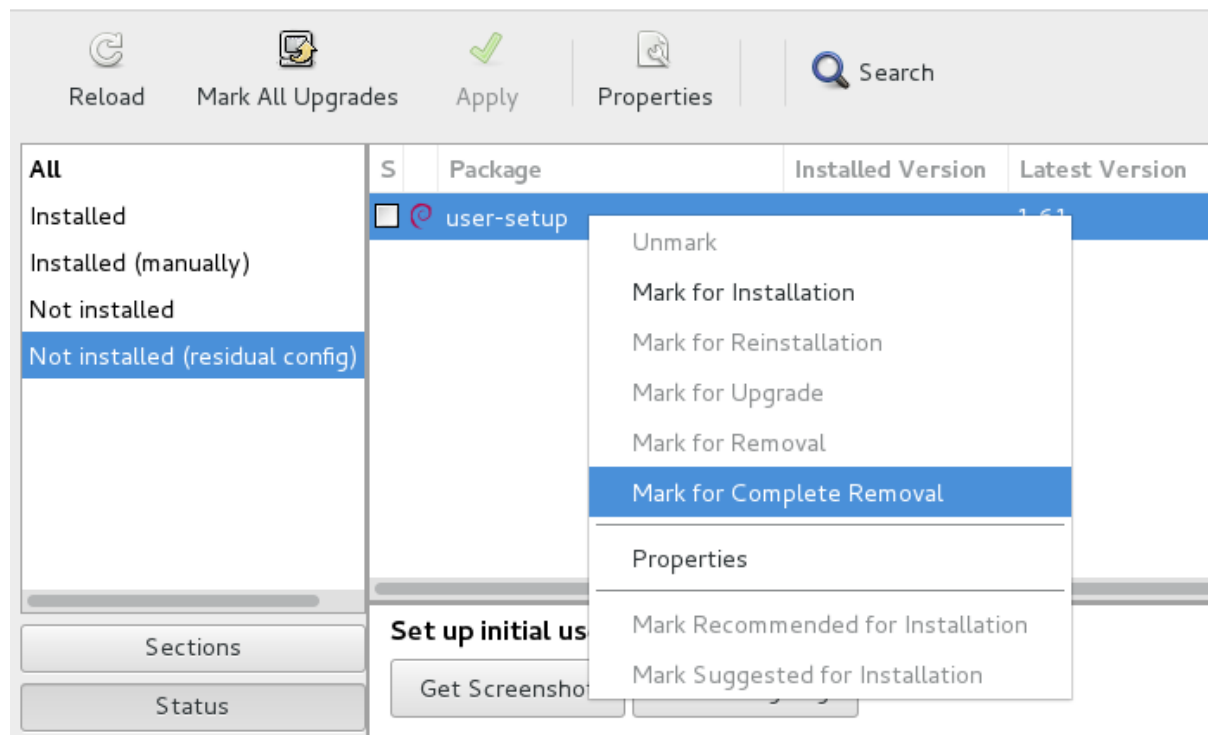 Reload
Mark All Upgrades
Apply
Properties
Search
All
Installed
Installed (manually)
Not installed
Not installed (residual config)
Sections
Status
S Package Installed Version Latest Version
user-setup
Unmark
Mark for Installation
Mark for Reinstallation
Mark for Upgrade
Mark for Removal
Mark for Complete Removal
Properties
Mark Recommended for Installation
Mark Suggested for Installation
Set up initial
Get